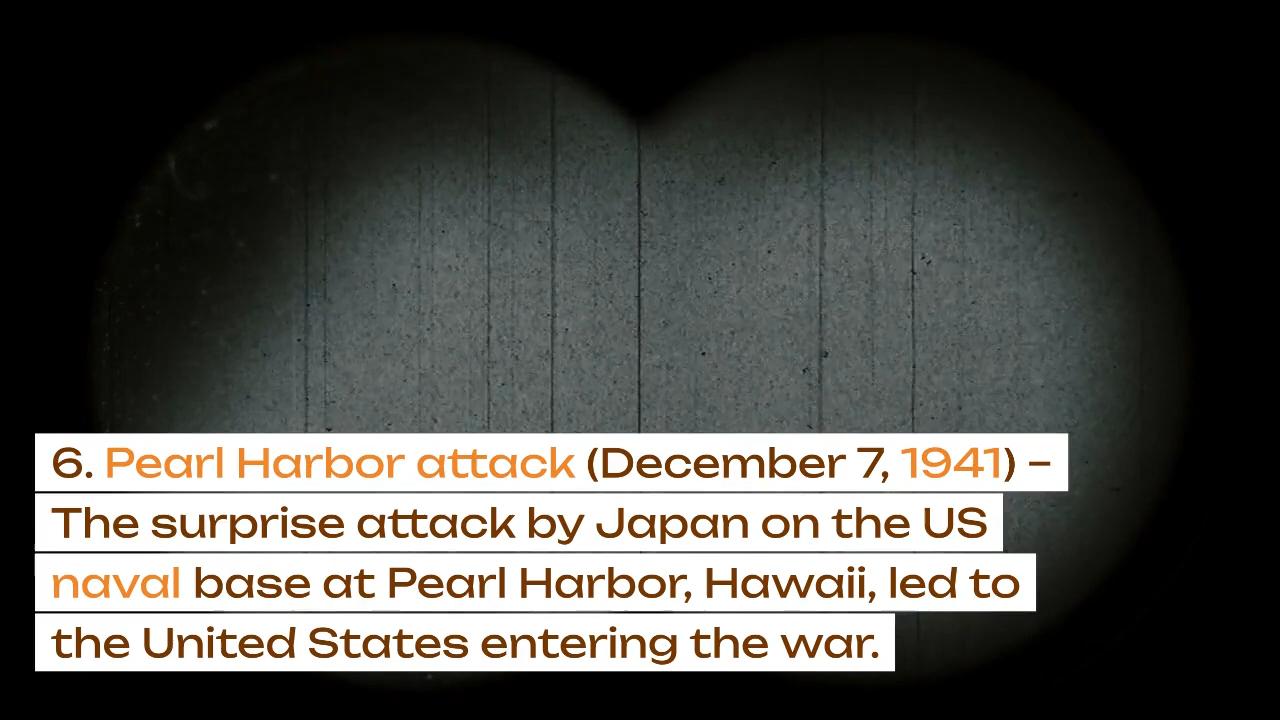 6. Pearl Harbor attack (December 7, 1941) –
The surprise attack by Japan on the US
naval base at Pearl Harbor, Hawaii, led to
the United States entering the war.